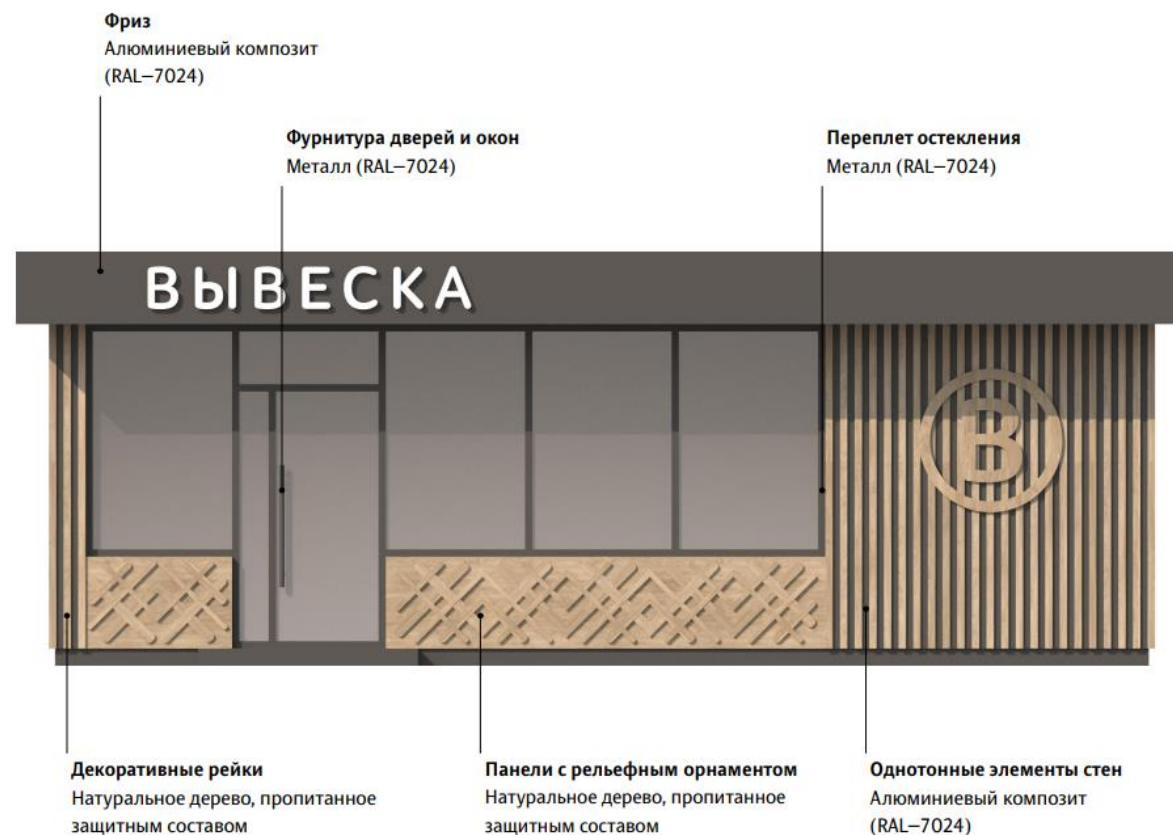 Фриз
Алюминиевый композит
(RAL—7024)
Фурнитура дверей и окон
Металл (RAL—7024)
Переплет остекления
Металл (RAL—7024)
ВЫВЕСКА
В
Декоративные рейки
Натуральное дерево, пропитанное
защитным составом
Панели с рельефным орнаментом
Натуральное дерево, пропитанное
защитным составом
Однотонные элементы стен
Алюминиевый композит
(RAL—7024)